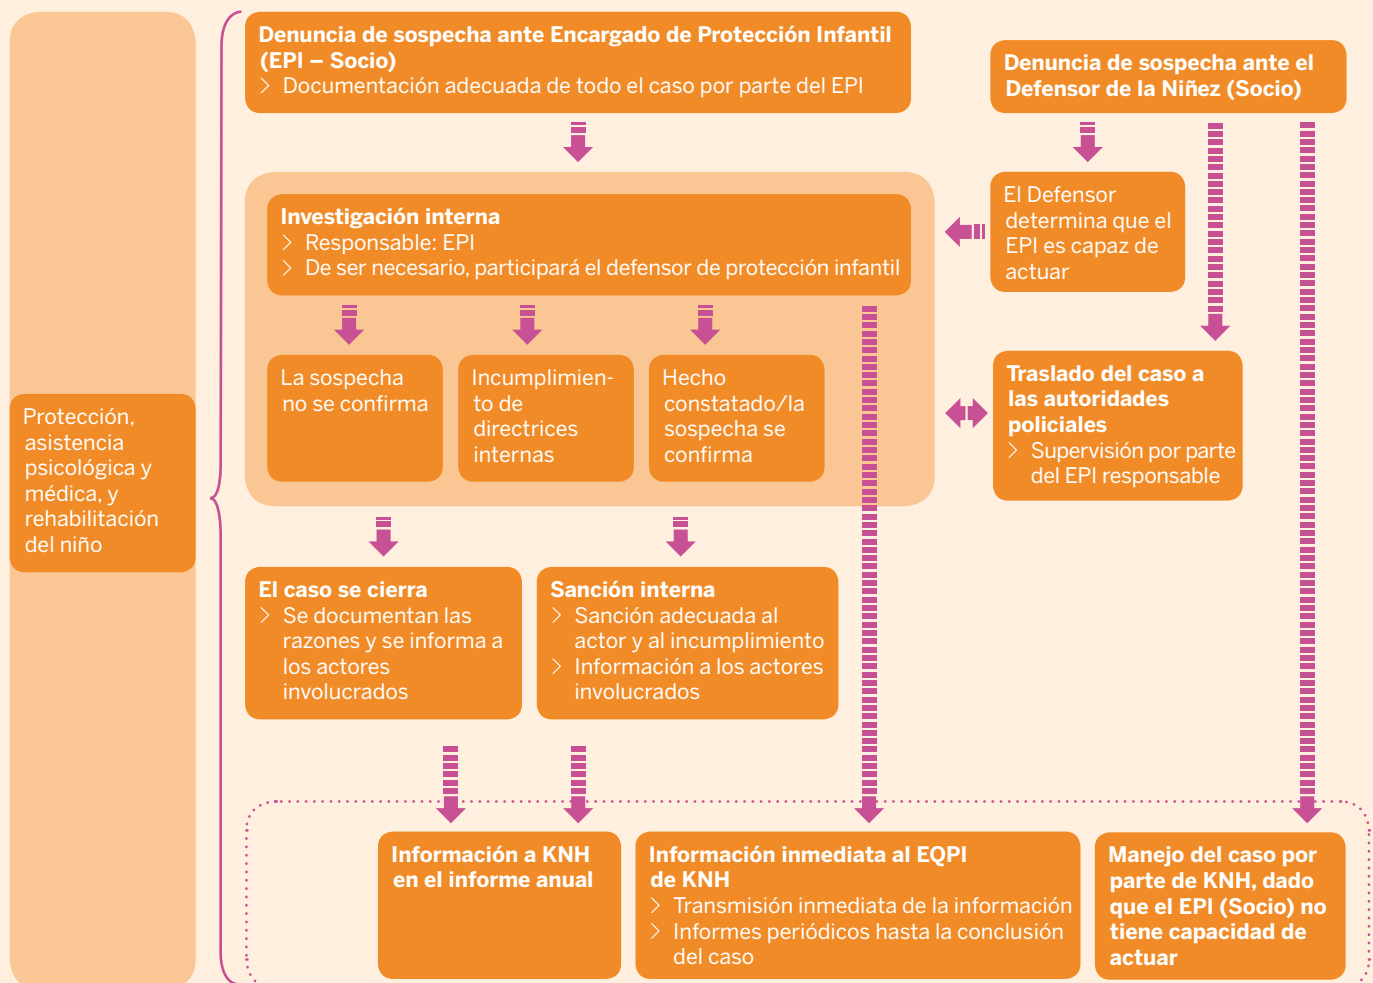 Denuncia de sospecha ante Encargado de Protección Infantil
(EPI – Socio)
> Documentación adecuada de todo el caso por parte del EPI
Denuncia de sospecha ante el
Defensor de la Niñez (Socio)
El Defensor
determina que el
EPI es capaz de
actuar
Investigación interna
> Responsable: EPI
> De ser necesario, participará el defensor de protección infantil
La sospecha
no se confirma
Incumplimien-
to de
directrices
internas
Hecho
constatado/la
sospecha se
confirma
Traslado del caso a
las autoridades
policiales
> Supervisión por parte
del EPI responsable
Protección,
asistencia
psicológica y
médica, y
rehabilitación
del niño
El caso se cierra
> Se documentan las
razones y se informa a
los actores
involucrados
Sanción interna
> Sanción adecuada al
actor y al incumplimiento
> Información a los actores
involucrados
Información a KNH
en el informe anual
Información inmediata al EQPI
de KNH
> Transmisión inmediata de la información
> Informes periódicos hasta la conclusión
del caso
Manejo del caso por
parte de KNH, dado
que el EPI (Socio) no
tiene capacidad de
actuar